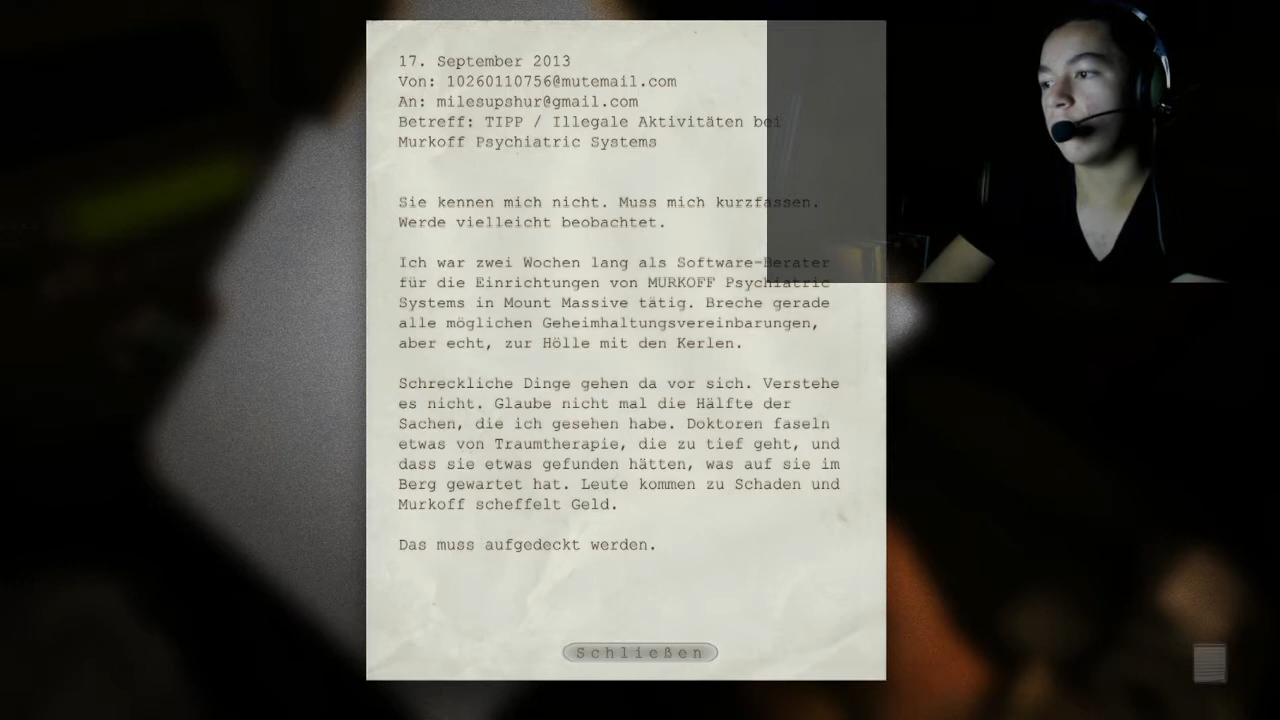 17. September 2013
Von: 10260110756@mutemail.com
An: milesupshur@gmail.com
Betreff: TIPP / Illegale Aktivitäten bei
Murkoff Psychiatric Systems
Sie kennen mich nicht. Muss mich kurzfassen.
Werde vielleicht beobachtet.
Ich war zwei Wochen lang als Software-Berater
für die Einrichtungen von MURKOFF Psychiatric
Systems in Mount Massive tätig. Breche gerade
alle möglichen Geheimhaltungsvereinbarungen,
aber echt, zur Hölle mit den Kerlen.
Schreckliche Dinge gehen da vor sich. Verstehe
es nicht. Glaube nicht mal die Hälfte der
Sachen, die ich gesehen habe. Doktoren faseln
etwas von Traumtherapie, die zu tief geht, und
dass sie etwas gefunden hätten, was auf sie im
Berg gewartet hat. Leute kommen zu Schaden und
Murkoff scheffelt Geld.
Das muss aufgedeckt werden.
Schließen